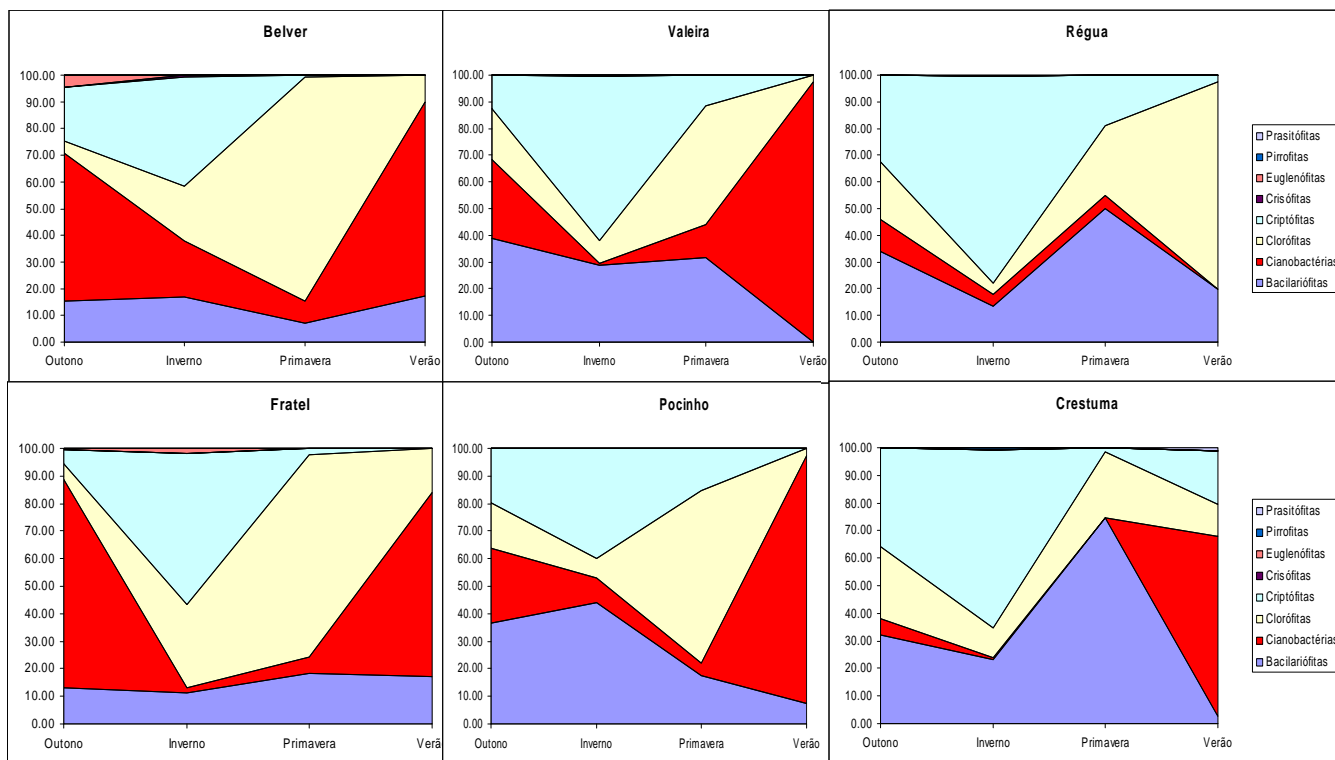 Belver
100.00
90.00
80.00
70.00
60.00
50.00
40.00
30.00
20.00
10.00
0.00
Outono Inverno Primavera Verão
Valeira
100.00
90.00
80.00
70.00
60.00
50.00
40.00
30.00
20.00
10.00
0.00
Outono Inverno Primavera Verão
Régua
100.00
90.00
80.00
70.00
60.00
50.00
40.00
30.00
20.00
10.00
0.00
Outono Inverno Primavera Verão
Prasitófitas
Pirrofitas
Euglenófitas
Crisófitas
Criptófitas
Clorófitas
Cianobactérias
Bacilariófitas
Fratel
100.00
90.00
80.00
70.00
60.00
50.00
40.00
30.00
20.00
10.00
0.00
Outono Inverno Primavera Verão
Pocinho
100.00
90.00
80.00
70.00
60.00
50.00
40.00
30.00
20.00
10.00
0.00
Outono Inverno Primavera Verão
Crestuma
100.00
90.00
80.00
70.00
60.00
50.00
40.00
30.00
20.00
10.00
0.00
Outono Inverno Primavera Verão
Prasitófitas
Pirrofitas
Euglenófitas
Crisófitas
Criptófitas
Clorófitas
Cianobactérias
Bacilariófitas